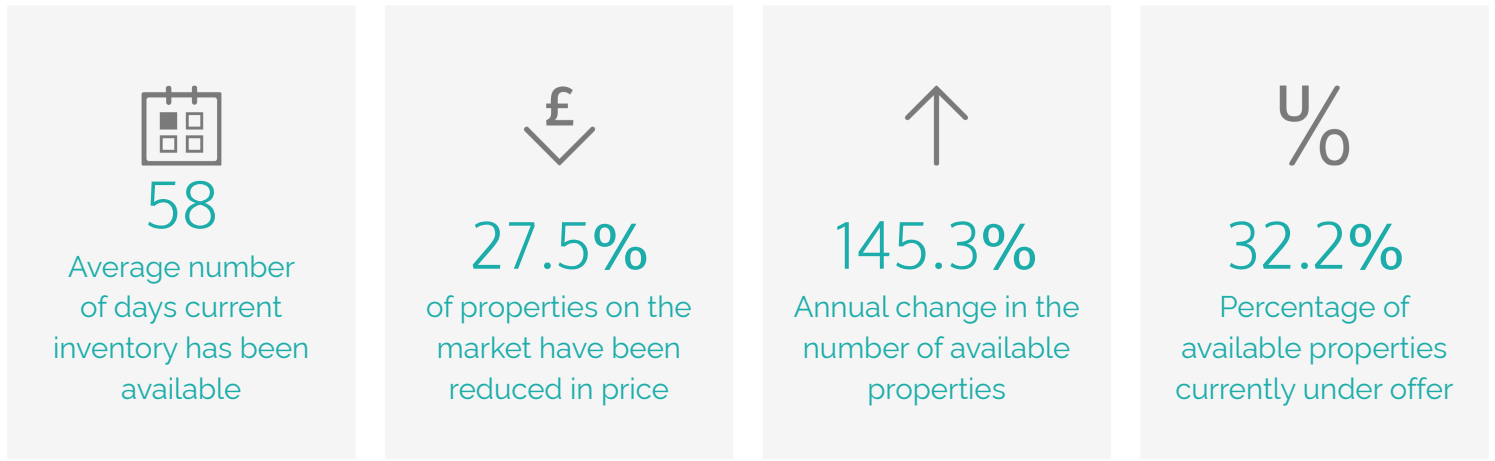 58
Average number
of days current
inventory has been
available
£
27.5%
of properties on the
market have been
reduced in price
145.3%
Annual change in the
number of available
properties
U/O
32.2%
Percentage of
available properties
currently under offer